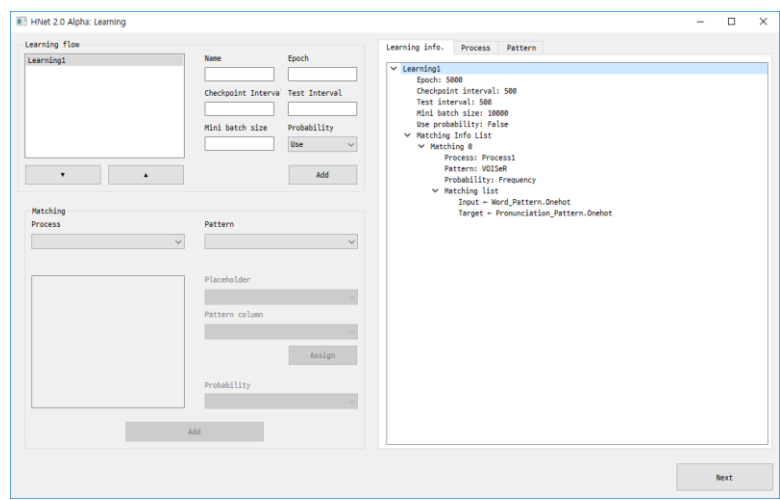 HNet 2.0 Alpha: Learning
Learning flow
Learning1
Name
Epoch
Checkpoint Interva
Test Interval
Mini batch size
Probability
Use
▼
▲
Add
Matching
Process
Pattern
Placeholder
Pattern column
Assign
Probability
Add
Learning info.
Process
Pattern
Learning1
Epoch: 5000
Checkpoint interval: 500
Test interval: 500
Mini batch size: 10000
Use probability: False
Matching Info List
Matching 0
Process: Process1
Pattern: VOISeR
Probability: Frequency
Matching list
Input ← Word_Pattern.Onehot
Target ← Pronunciation_Pattern.Onehot
Next